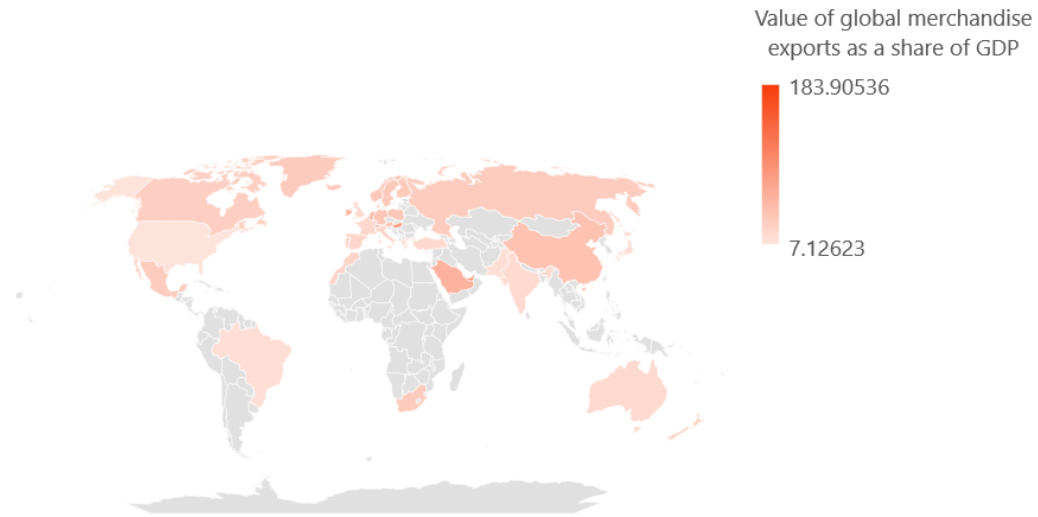 Value of global merchandise
exports as a share of GDP
183.90536
7.12623